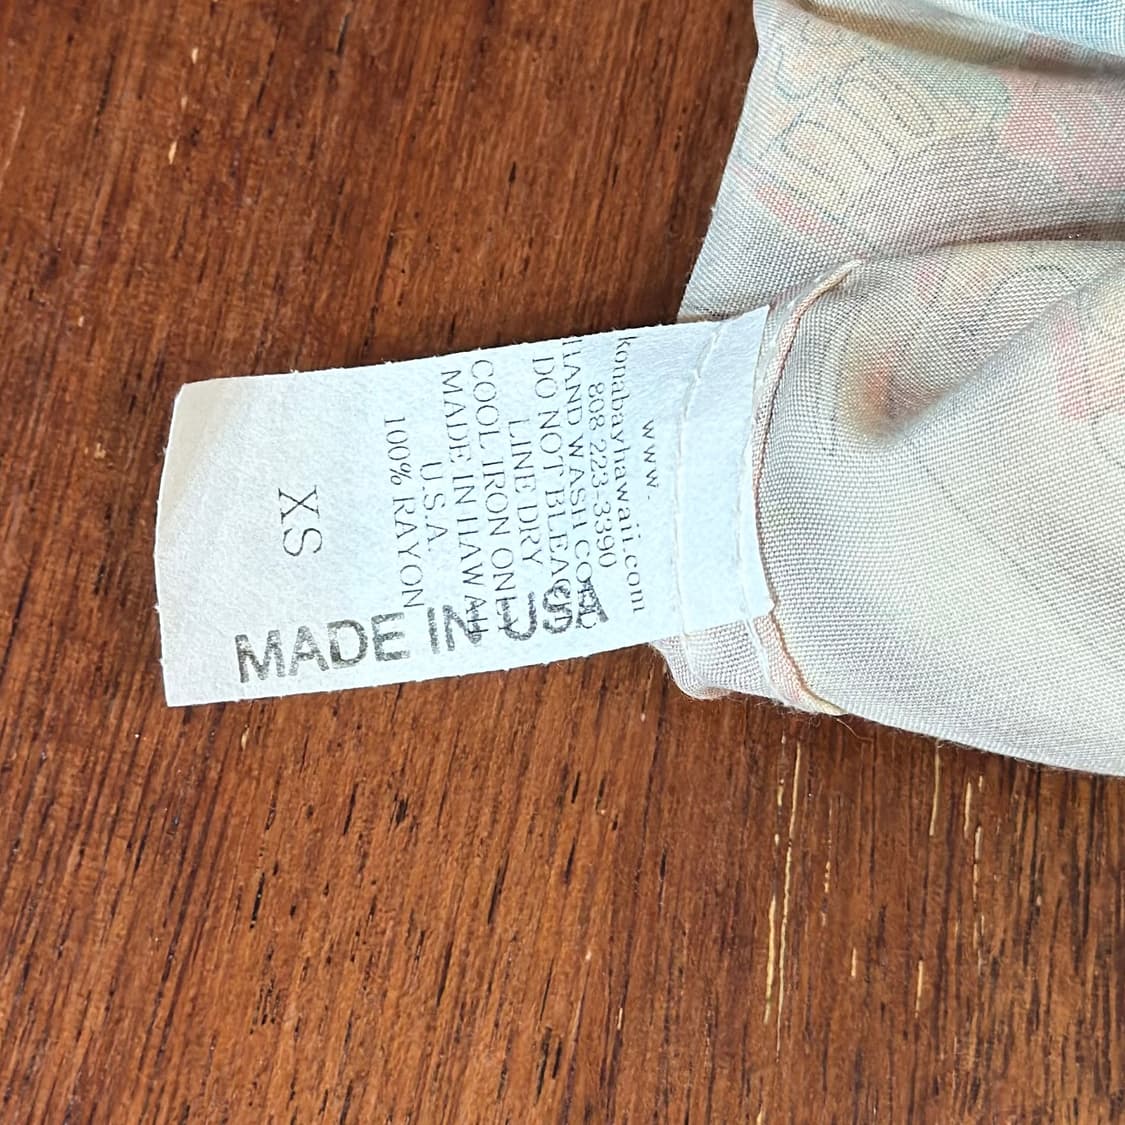 www.
konabayhawaii.com
808 223-3390
HAND WASH COLD
DO NOT BLEACH
LINE DRY
COOL IRON ONLY
MADE IN HAWAII
U.S.A.
100% RAYON
XS
MADE IN USA